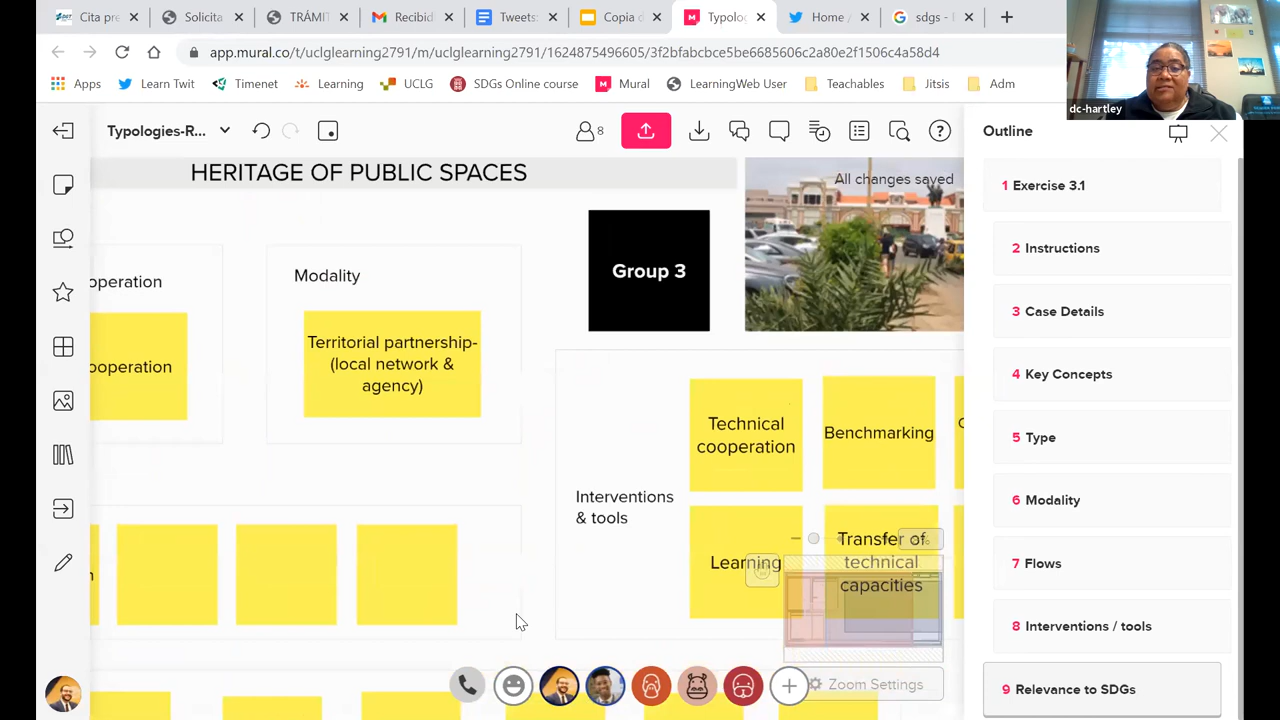 Cita pre
Solicita
TRÁMIT
Recibid
Tweets:
Copia d
Typolog
Home /
sdgs -
app.mural.co/t/uclglearning2791/m/uclglearning2791/1624875496605/3f2bfabcbce5be6685606c2a80e2f1506c4a58d4
Apps
Learn Twit
Timenet
Learning
UCLG
SDGs Online course
Mural
LearningWeb User
Teachables
Jitsis
Adm
dc-hartley
Typologies-R...
8
Outline
HERITAGE OF PUBLIC SPACES
All changes saved
1 Exercise 3.1
2 Instructions
3 Case Details
4 Key Concepts
5 Type
6 Modality
7 Flows
8 Interventions / tools
9 Relevance to SDGs
operation
ooperation
Modality
Territorial partnership-
(local network &
agency)
Group 3
Interventions
& tools
Technical
cooperation
Benchmarking
Learning
Transfer of
technical
capacities
Zoom Settings